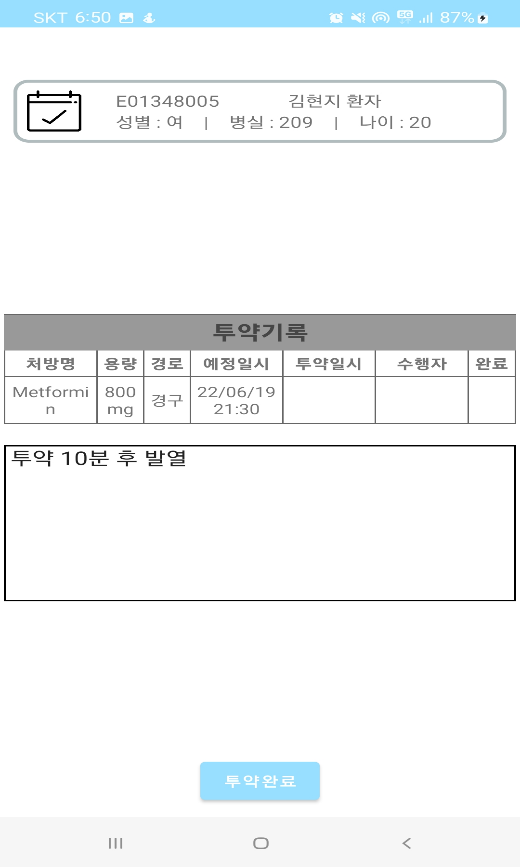 SKT 6:50 87%
E01348005 김현지 환자
성별 : 여 | 병실 : 209 | 나이 : 20
투약기록
처방명 용량 경로 예정일시 투약일시 수행자 완료
Metformi 800 경구 22/06/19
n mg 21:30
투약 10분 후 발열
투약완료